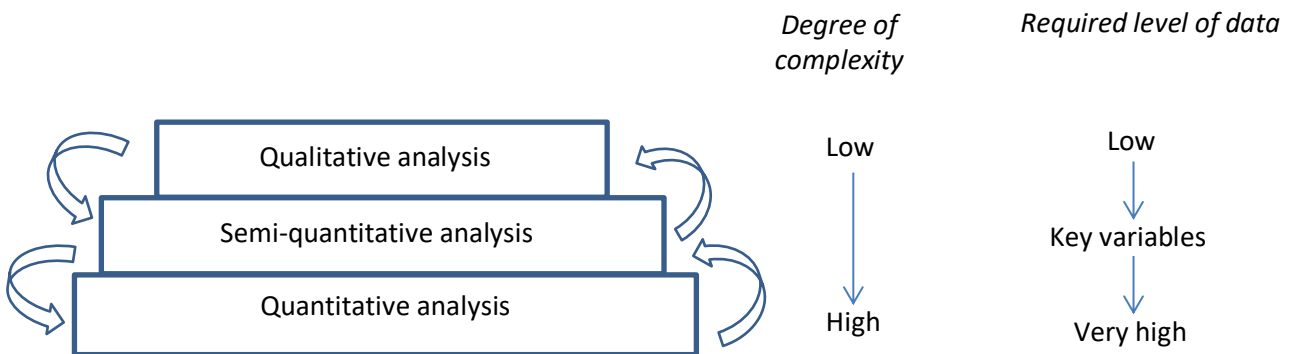 Degree of
complexity
Required level of data
Qualitative analysis
Low
Low
Semi-quantitative analysis
Key variables
Quantitative analysis
High
Very high